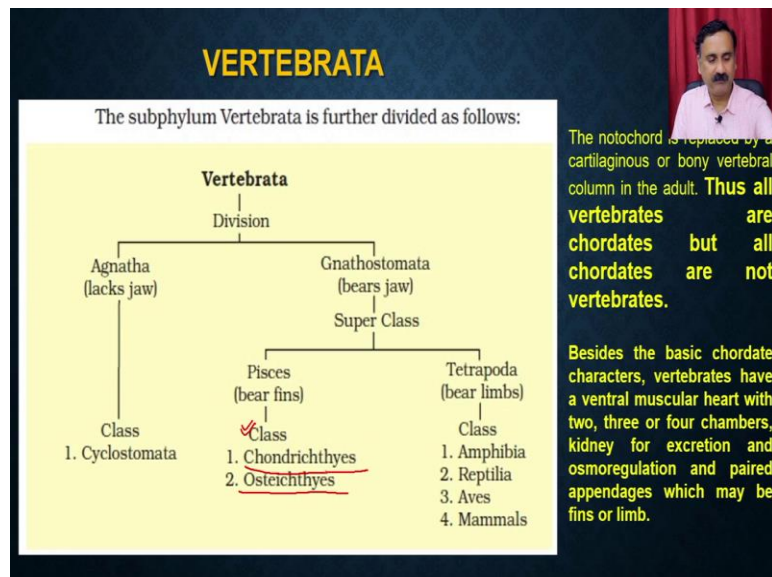 VERTEBRATA
The subphylum Vertebrata is further divided as follows:
Vertebrata
Division
Agnatha
(lacks jaw)
Class
1. Cyclostomata
Gnathostomata
(bears jaw)
Super Class
Pisces
(bear fins)
Class
1. Chondrichthyes
2. Osteichthyes
Tetrapoda
(bear limbs)
Class
1. Amphibia
2. Reptilia
3. Aves
4. Mammals
The notochord is replaced by a
cartilaginous or bony vertebral
column in the adult. Thus all
vertebrates are
chordates but all
chordates are not
vertebrates.
Besides the basic chordate
characters, vertebrates have
a ventral muscular heart with
two, three or four chambers,
kidney for excretion and
osmoregulation and paired
appendages which may be
fins or limb.